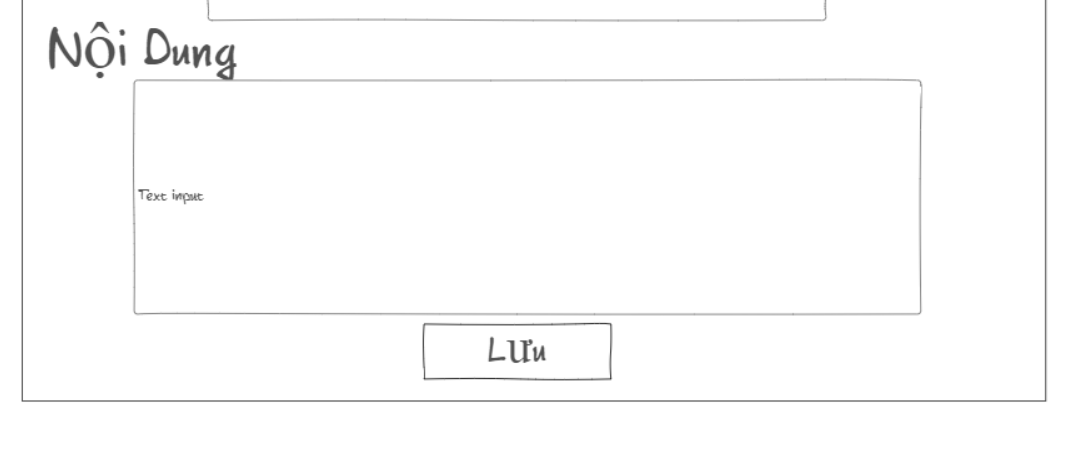 Nội Dung
Text input
Lưu